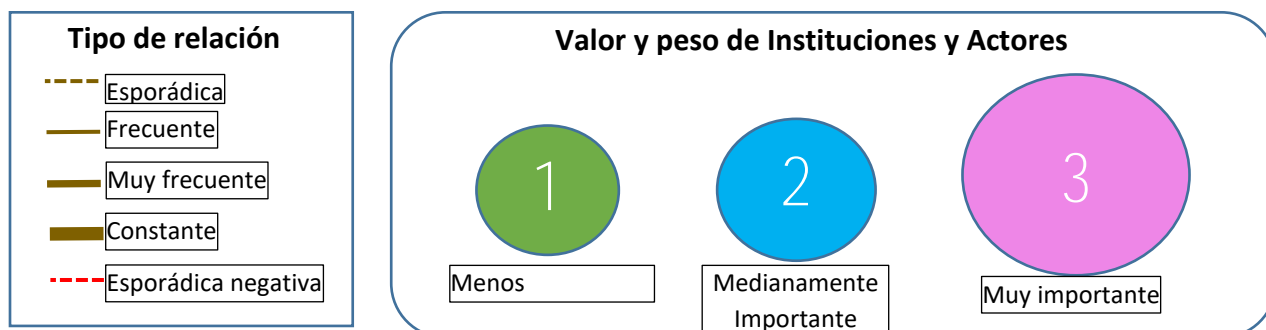 Tipo de relación
Esporádica
Frecuente
Muy frecuente
Constante
Esporádica negativa
Valor y peso de Instituciones y Actores
1
2
3
Menos
Medianamente
Importante
Muy importante